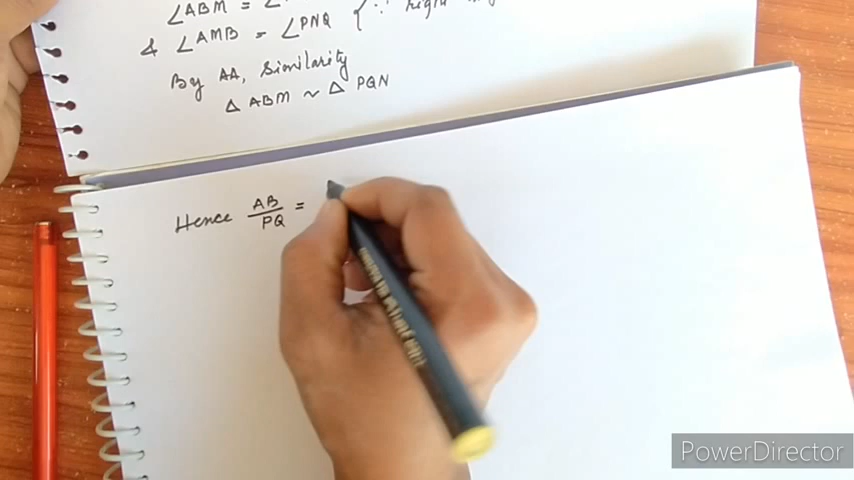 ∠ABM = ∠
& ∠AMB = ∠PNQ {∵ right
By AA, Similarity
Δ ABM ~ Δ PQN
Hence AB/PQ =
PowerDirector